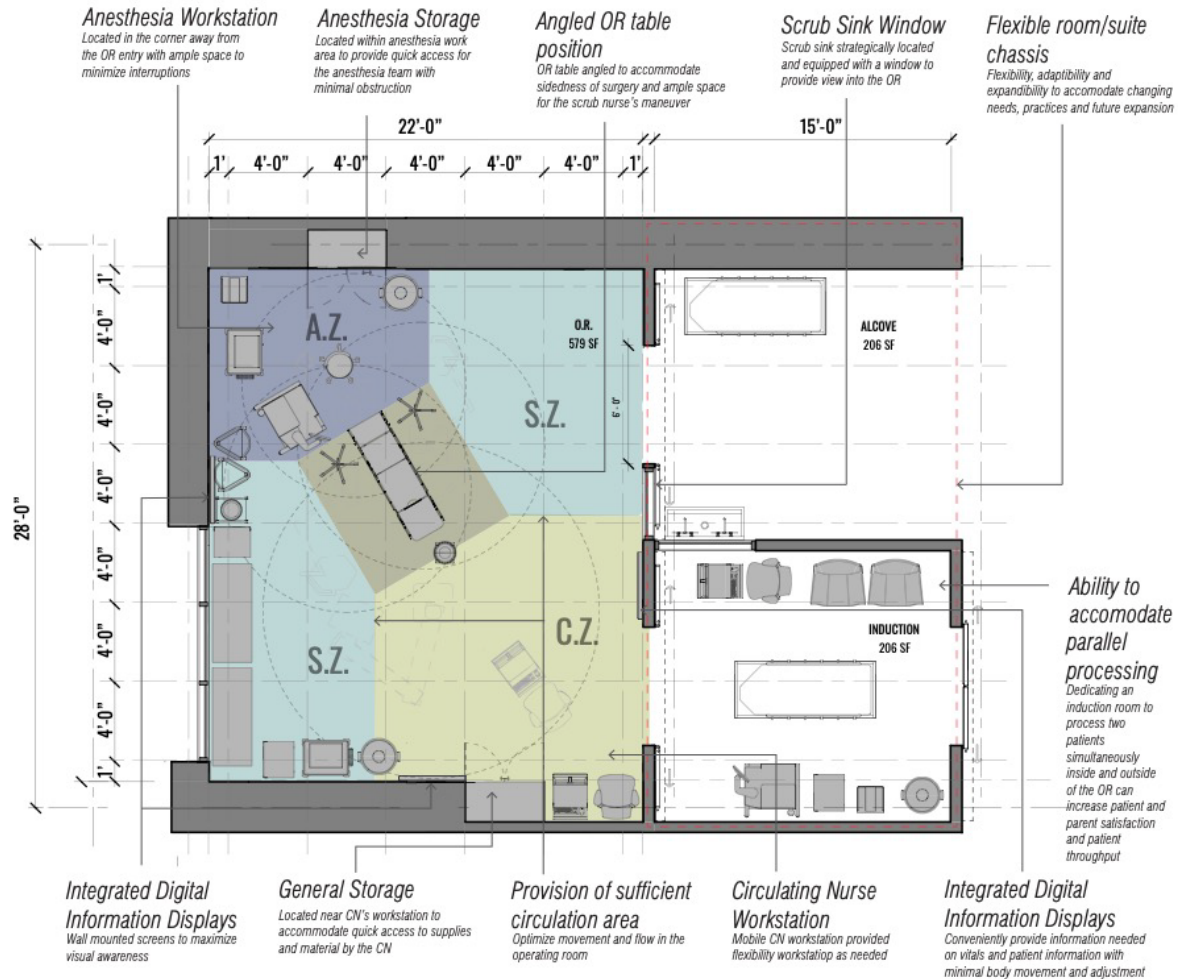 Anesthesia Workstation
Located in the corner away from
the OR entry with ample space to
minimize interruptions
Anesthesia Storage
Located within anesthesia work
area to provide quick access for
the anesthesia team with
minimal obstruction
Angled OR table
position
OR table angled to accommodate
sidedness of surgery and ample space
for the scrub nurse's maneuver
Scrub Sink Window
Scrub sink strategically located
and equipped with a window to
provide view into the OR
Flexible room/suite
chassis
Flexibility, adaptibility and
expandibility to accomodate changing
needs, practices and future expansion
22'-0"
15'-0"
1'
4'-0"
4'-0"
4'-0"
4'-0"
4'-0"
1'
28'-0"
1'
4'-0"
4'-0"
4'-0"
4'-0"
4'-0"
4'-0"
1'
A.Z.
O.R.
579 SF
S.Z.
6'-0"
ALCOVE
206 SF
C.Z.
S.Z.
INDUCTION
206 SF
Ability to
accomodate
parallel
processing
Dedicating an
induction room to
process two
patients
simultaneously
inside and outside
of the OR can
increase patient and
parent satisfaction
and patient
throughput
Integrated Digital
Information Displays
Wall mounted screens to maximize
visual awareness
General Storage
Located near CN's workstation to
accommodate quick access to supplies
and material by the CN
Provision of sufficient
circulation area
Optimize movement and flow in the
operating room
Circulating Nurse
Workstation
Mobile CN workstation provided
flexibility workstatiop as needed
Integrated Digital
Information Displays
Conveniently provide information needed
on vitals and patient information with
minimal body movement and adjustment